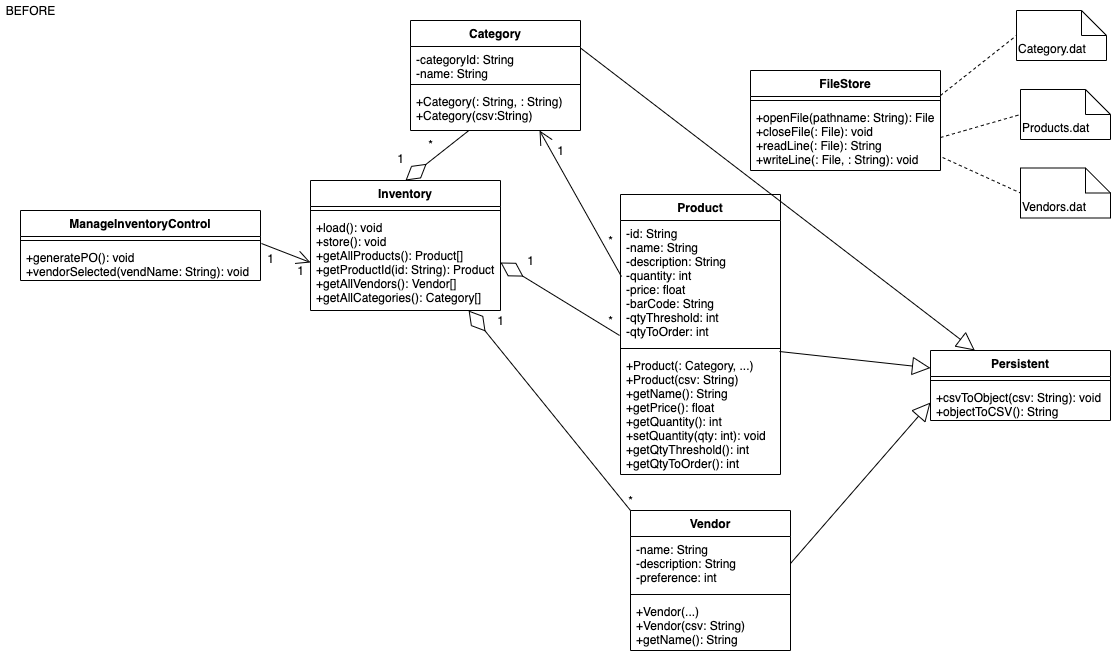 BEFORE
Category
-categoryId: String
-name: String
+Category(: String, : String)
+Category(csv:String)
*
1
Category.dat
FileStore
+openFile(pathname: String): File
+closeFile(: File): void
+readLine(: File): String
+writeLine(: File, : String): void
Products.dat
Vendors.dat
ManageInventoryControl
+generatePO(): void
+vendorSelected(vendName: String): void
1
1
Inventory
+load(): void
+store(): void
+getAllProducts(): Product[]
+getProductId(id: String): Product
+getAllVendors(): Vendor[]
+getAllCategories(): Category[]
1
*
1
*
1
*
Product
-id: String
-name: String
-description: String
-quantity: int
-price: float
-barCode: String
-qtyThreshold: int
-qtyToOrder: int
+Product(: Category, ...)
+Product(csv: String)
+getName(): String
+getPrice(): float
+getQuantity(): int
+setQuantity(qty: int): void
+getQtyThreshold(): int
+getQtyToOrder(): int
Persistent
+csvToObject(csv: String): void
+objectToCSV(): String
Vendor
-name: String
-description: String
-preference: int
+Vendor(...)
+Vendor(csv: String)
+getName(): String